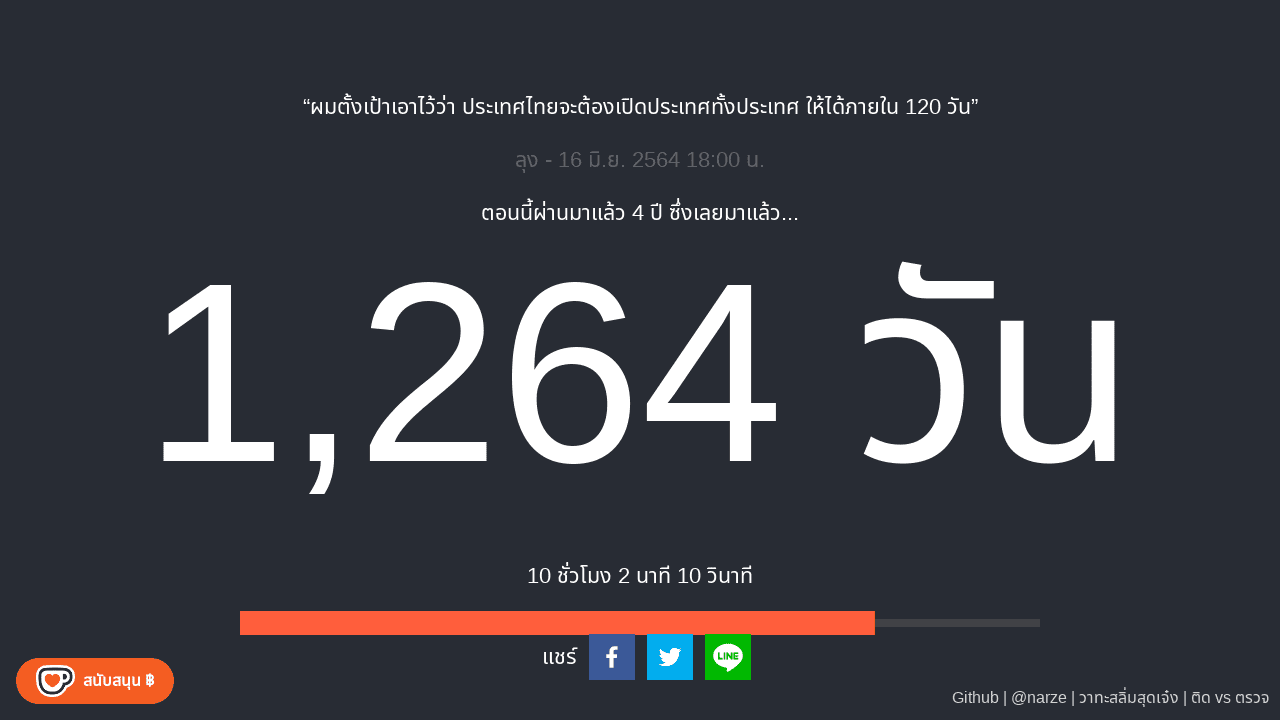 “ผมตั้งเป้าเอาไว้ว่า ประเทศไทยจะต้องเปิดประเทศทั้งประเทศ ให้ได้ภายใน 120 วัน”
ลุง - 16 มิ.ย. 2564 18:00 น.
ตอนนี้ผ่านมาแล้ว 4 ปี ซึ่งเลยมาแล้ว...
1,264 วัน
10 ชั่วโมง 2 นาที 10 วินาที
แชร์
LINE
สนับสนุน ฿
Github | @narze | วาทะสลิ่มสุดเจ๋ง | ติด vs ตรวจ